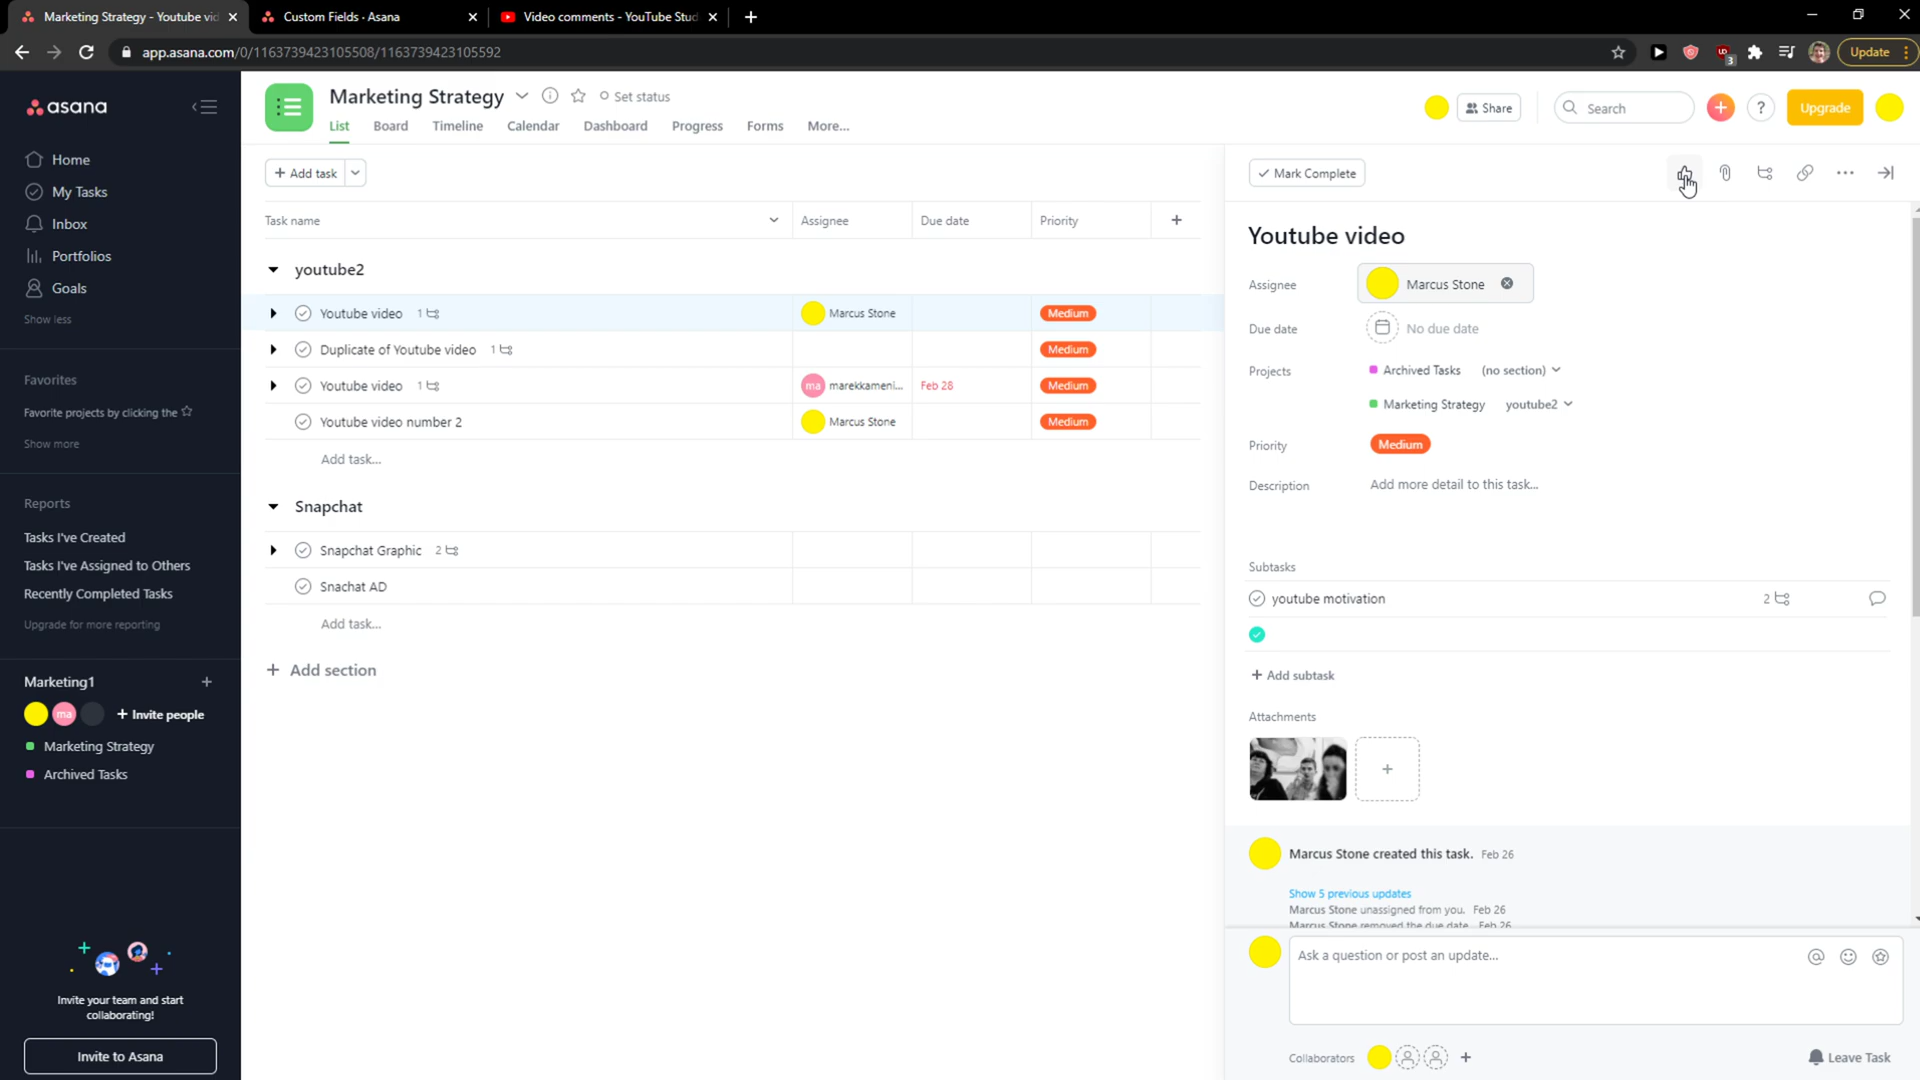 Marketing Strategy - Youtube vid
Custom Fields - Asana
Video comments - YouTube Stud
app.asana.com/0/1163739423105508/1163739423105592
3
Update
asana
Home
My Tasks
Inbox
Portfolios
Goals
Show less
Favorites
Favorite projects by clicking the
Show more
Reports
Tasks I've Created
Tasks I've Assigned to Others
Recently Completed Tasks
Upgrade for more reporting
Marketing1
ma
Invite people
Marketing Strategy
Archived Tasks
Invite your team and start
collaborating!
Invite to Asana
Marketing Strategy
Set status
List
Board
Timeline
Calendar
Dashboard
Progress
Forms
More...
Share
Search
?
Upgrade
+ Add task
Task name
Assignee
Due date
Priority
youtube2
Youtube video 1
Marcus Stone
Medium
Duplicate of Youtube video 1
Medium
Youtube video 1
ma marekkameni...
Feb 28
Medium
Youtube video number 2
Marcus Stone
Medium
Add task...
Snapchat
Snapchat Graphic 2
Snachat AD
Add task...
+ Add section
Mark Complete
Youtube video
Assignee
Marcus Stone
Due date
No due date
Projects
Archived Tasks (no section)
Marketing Strategy youtube2
Priority
Medium
Description
Add more detail to this task...
Subtasks
youtube motivation
2
+ Add subtask
Attachments
Marcus Stone created this task. Feb 26
Show 5 previous updates
Marcus Stone unassigned from you. Feb 26
Marcus Stone removed the due date. Feb 26
Ask a question or post an update...
Collaborators
Leave Task